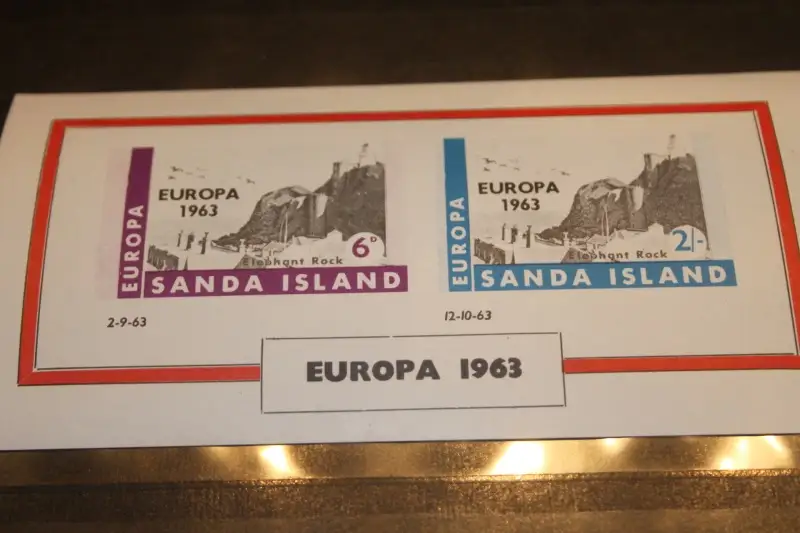 EUROPA
1963
EUROPA
Elephant Rock
6D
SANDA ISLAND
2-9-63
EUROPA
1963
EUROPA
Elephant Rock
2/-
SANDA ISLAND
12-10-63
EUROPA 1963